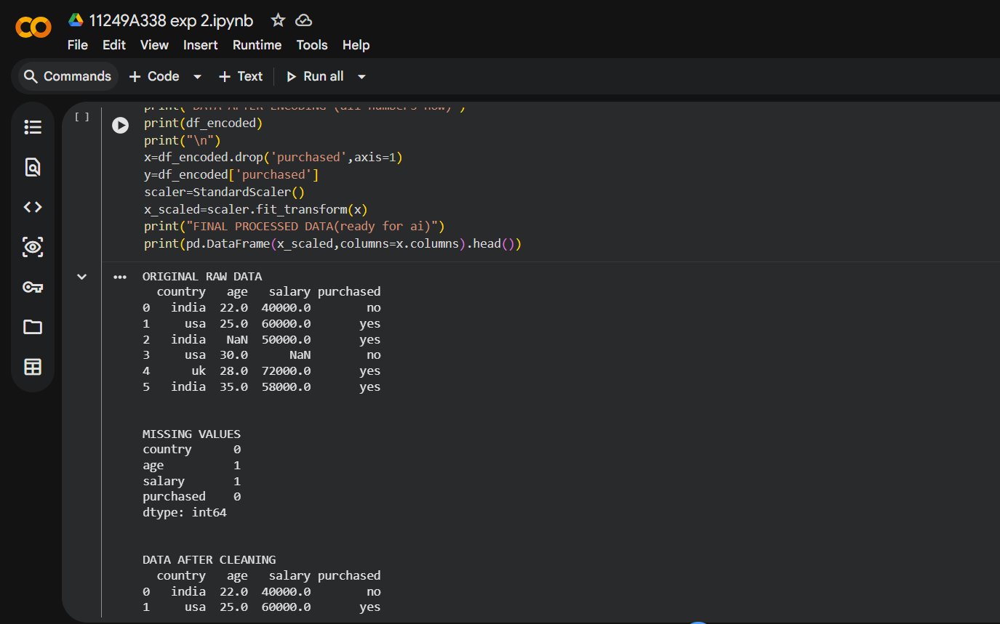 11249A338 exp 2.ipynb
File Edit View Insert Runtime Tools Help
Commands + Code + Text Run all
[ ]
print("DATA AFTER ENCODING (all numbers now)")
print(df_encoded)
print("\n")
x=df_encoded.drop('purchased',axis=1)
y=df_encoded['purchased']
scaler=StandardScaler()
x_scaled=scaler.fit_transform(x)
print("FINAL PROCESSED DATA(ready for ai)")
print(pd.DataFrame(x_scaled,columns=x.columns).head())
ORIGINAL RAW DATA
  country   age   salary purchased
0   india  22.0  40000.0        no
1     usa  25.0  60000.0       yes
2   india   NaN  50000.0       yes
3     usa  30.0      NaN        no
4      uk  28.0  72000.0       yes
5   india  35.0  58000.0       yes
MISSING VALUES
country      0
age          1
salary       1
purchased    0
dtype: int64
DATA AFTER CLEANING
  country   age   salary purchased
0   india  22.0  40000.0        no
1     usa  25.0  60000.0       yes